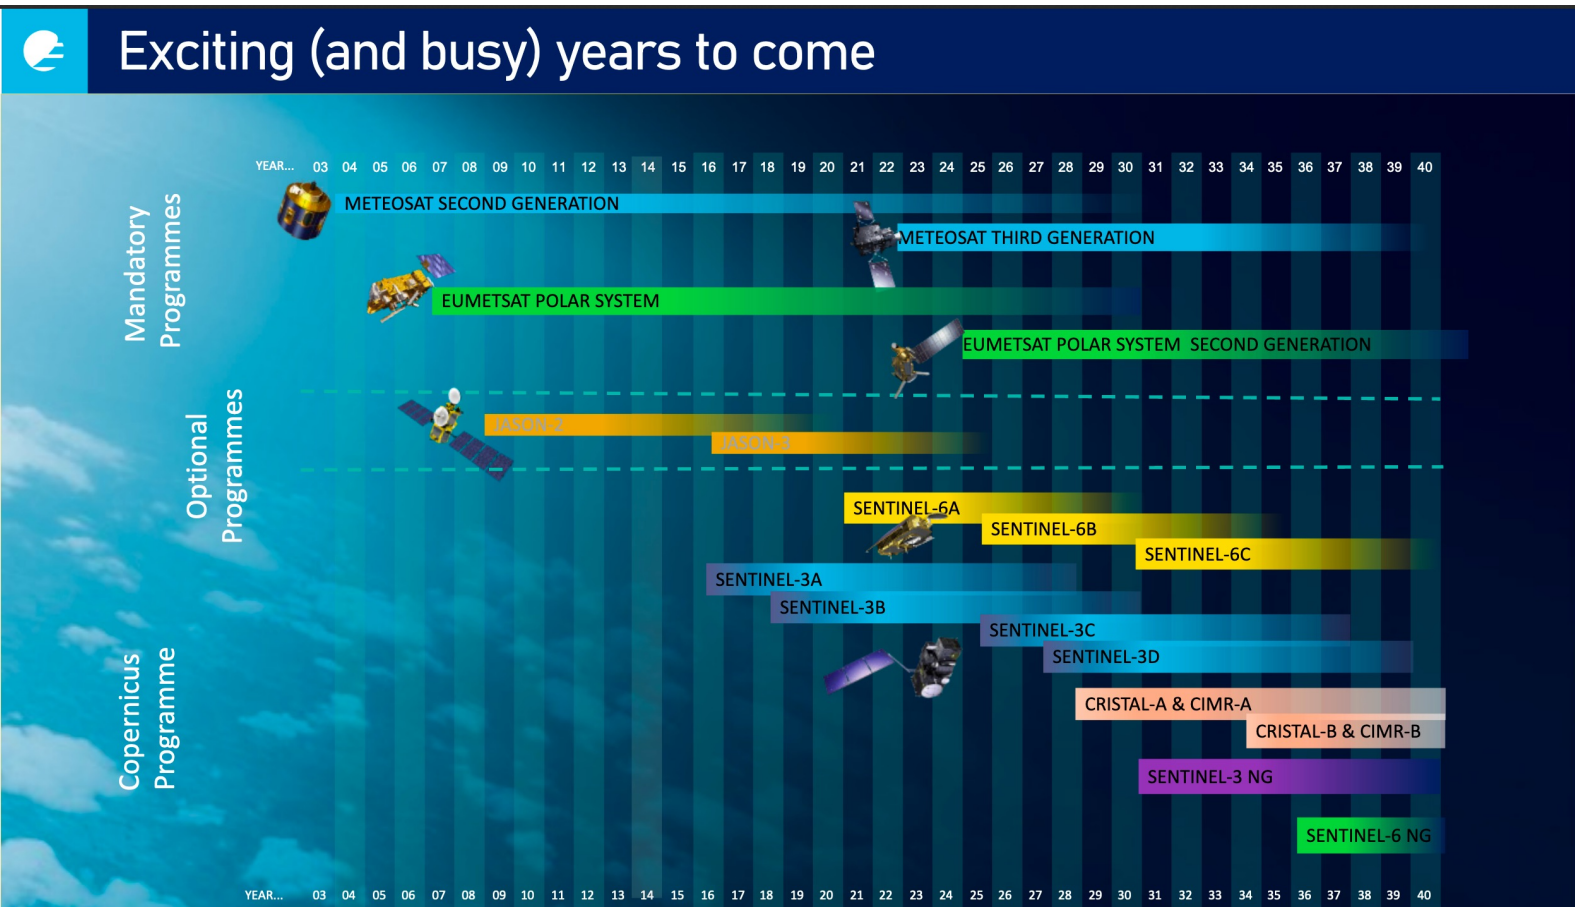 Exciting (and busy) years to come
YEAR... 03 04 05 06 07 08 09 10 11 12 13 14 15 16 17 18 19 20 21 22 23 24 25 26 27 28 29 30 31 32 33 34 35 36 37 38 39 40
Mandatory
Programmes
METEOSAT SECOND GENERATION
METEOSAT THIRD GENERATION
EUMETSAT POLAR SYSTEM
EUMETSAT POLAR SYSTEM SECOND GENERATION
Optional
Programmes
JASON-2
JASON-3
Copernicus
Programme
SENTINEL-6A
SENTINEL-6B
SENTINEL-6C
SENTINEL-3A
SENTINEL-3B
SENTINEL-3C
SENTINEL-3D
CRISTAL-A & CIMR-A
CRISTAL-B & CIMR-B
SENTINEL-3 NG
SENTINEL-6 NG
YEAR... 03 04 05 06 07 08 09 10 11 12 13 14 15 16 17 18 19 20 21 22 23 24 25 26 27 28 29 30 31 32 33 34 35 36 37 38 39 40